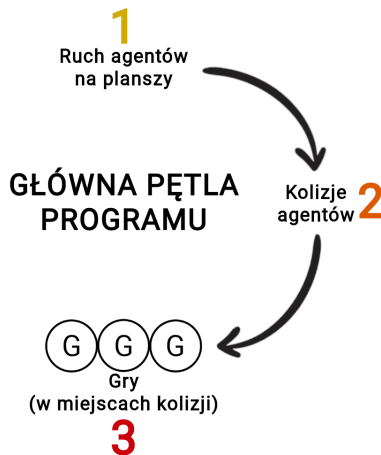 1
Ruch agentów
na planszy
GŁÓWNA PĘTLA
PROGRAMU
Kolizje
agentów 2
G G G
Gry
(w miejscach kolizji)
3